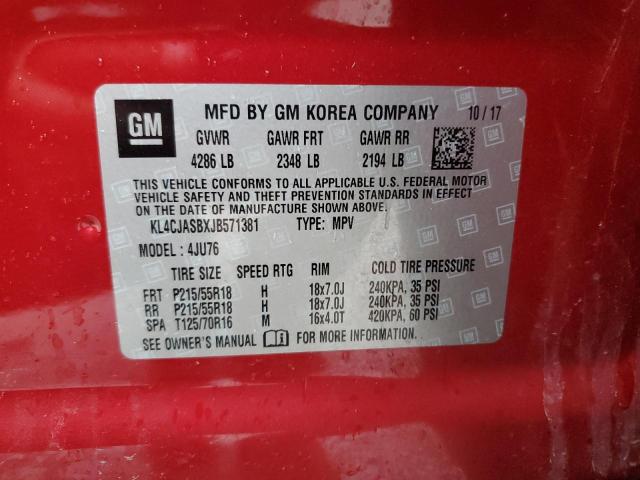 GM MFD BY GM KOREA COMPANY 10/17
GVWR GAWR FRT GAWR RR
4286 LB 2348 LB 2194 LB
THIS VEHICLE CONFORMS TO ALL APPLICABLE U.S. FEDERAL MOTOR
VEHICLE SAFETY AND THEFT PREVENTION STANDARDS IN EFFECT
ON THE DATE OF MANUFACTURE SHOWN ABOVE.
KL4CJASBXJB571381 TYPE: MPV
MODEL: 4JU76
TIRE SIZE SPEED RTG RIM COLD TIRE PRESSURE
FRT P215/55R18 H 18x7.0J 240KPA, 35 PSI
RR P215/55R18 H 18x7.0J 240KPA, 35 PSI
SPA T125/70R16 M 16x4.0T 420KPA, 60 PSI
SEE OWNER'S MANUAL FOR MORE INFORMATION.